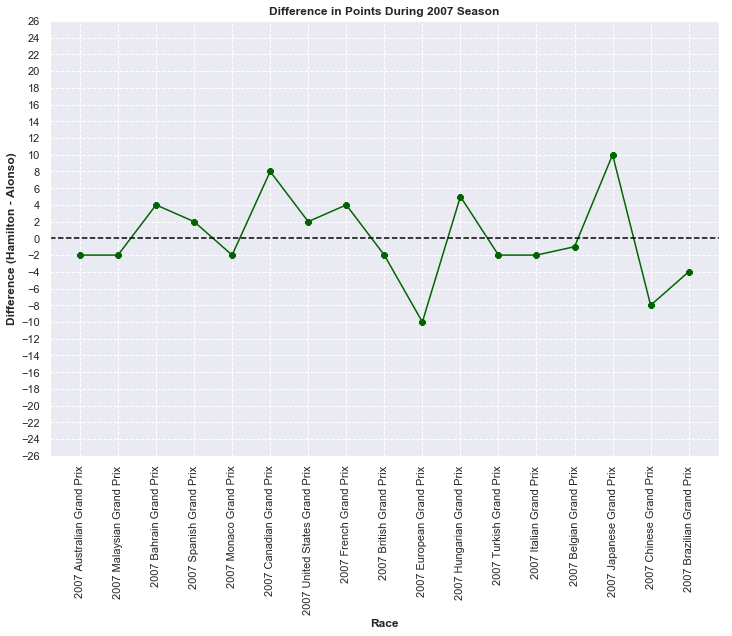 Difference in Points During 2007 Season
Difference (Hamilton - Alonso)
26
24
22
20
18
16
14
12
10
8
6
4
2
0
−2
−4
−6
−8
−10
−12
−14
−16
−18
−20
−22
−24
−26
2007 Australian Grand Prix
2007 Malaysian Grand Prix
2007 Bahrain Grand Prix
2007 Spanish Grand Prix
2007 Monaco Grand Prix
2007 Canadian Grand Prix
2007 United States Grand Prix
2007 French Grand Prix
2007 British Grand Prix
2007 European Grand Prix
2007 Hungarian Grand Prix
2007 Turkish Grand Prix
2007 Italian Grand Prix
2007 Belgian Grand Prix
2007 Japanese Grand Prix
2007 Chinese Grand Prix
2007 Brazilian Grand Prix
Race